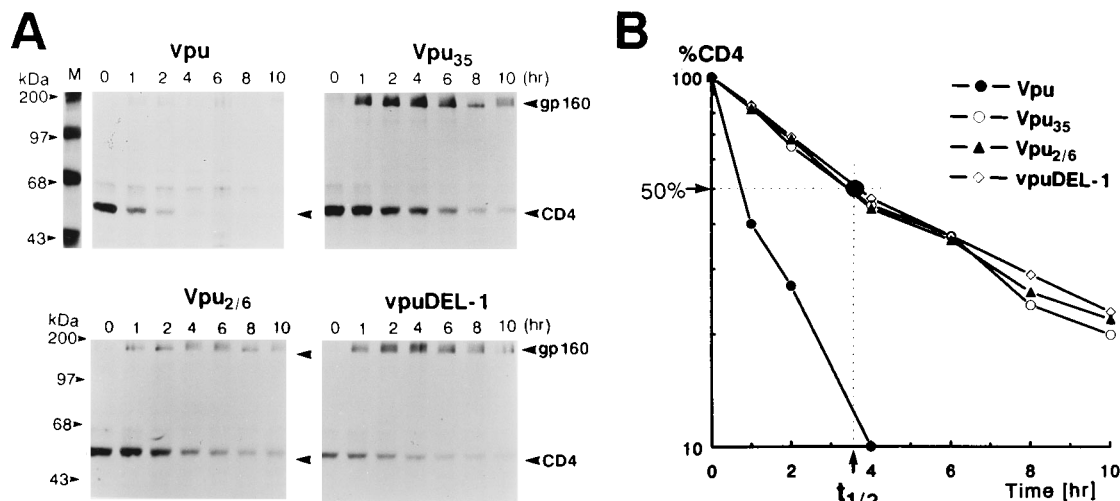 A
Vpu
Vpu35
kDa M 0 1 2 4 6 8 10
0 1 2 4 6 8 10 (hr)
200
97
68
43
gp160
CD4
Vpu2/6
vpuDEL-1
kDa 0 1 2 4 6 8 10
0 1 2 4 6 8 10 (hr)
200
97
68
43
gp160
CD4
B
%CD4
100
50%
10
0 2 4 6 8 10
t1/2
Time [hr]
Vpu
Vpu35
Vpu2/6
vpuDEL-1